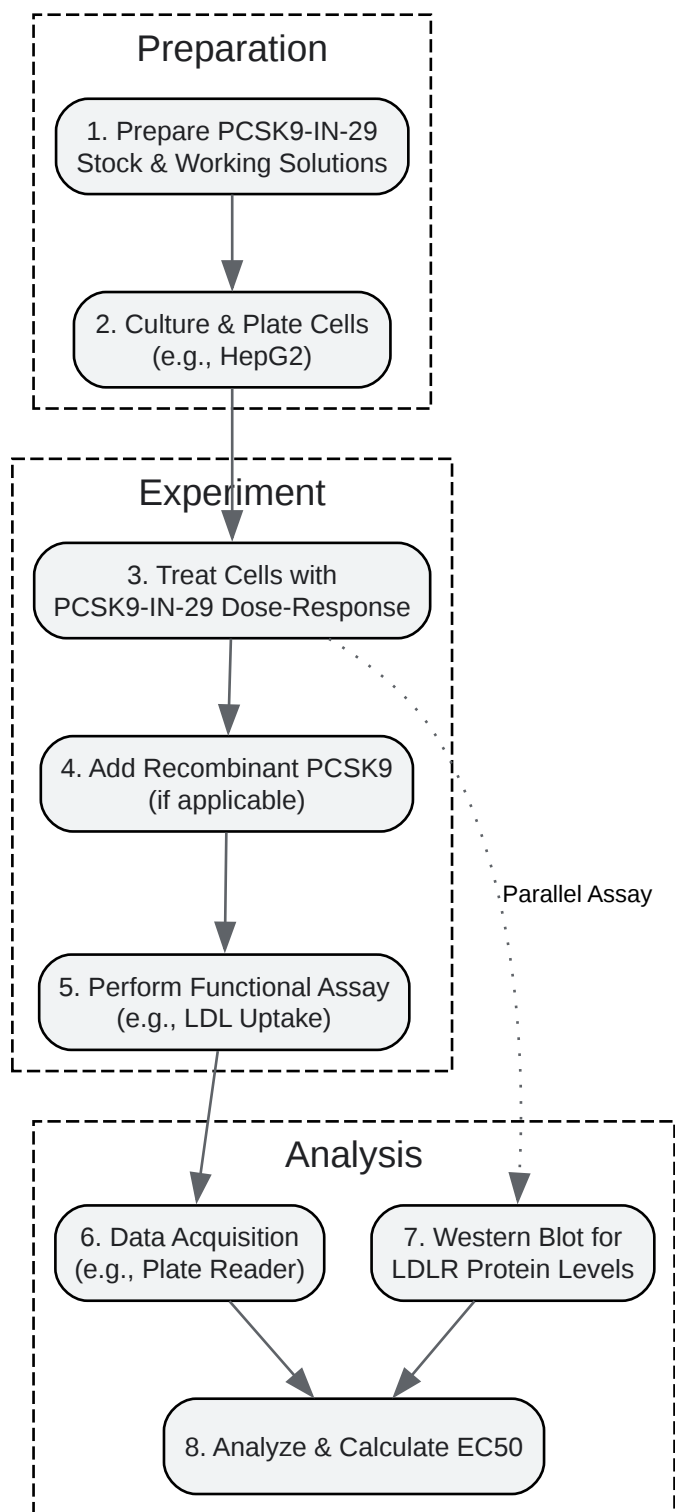 Preparation
1. Prepare PCSK9-IN-29
Stock & Working Solutions
2. Culture & Plate Cells
(e.g., HepG2)
Experiment
3. Treat Cells with
PCSK9-IN-29 Dose-Response
4. Add Recombinant PCSK9
(if applicable)
Parallel Assay
5. Perform Functional Assay
(e.g., LDL Uptake)
Analysis
6. Data Acquisition
(e.g., Plate Reader)
7. Western Blot for
LDLR Protein Levels
8. Analyze & Calculate EC50